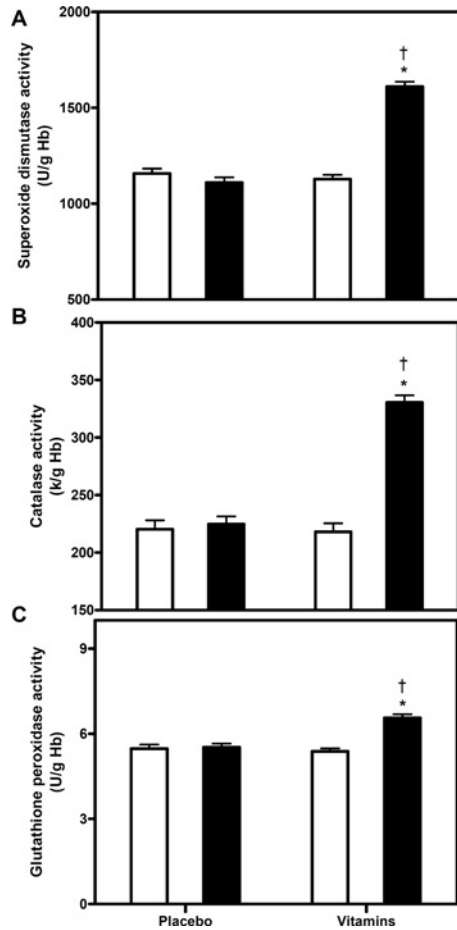 A
Superoxide dismutase activity
(U/g Hb)
2000
1500
1000
500
†
*
B
Catalase activity
(k/g Hb)
400
350
300
250
200
150
†
*
C
Glutathione peroxidase activity
(U/g Hb)
9
6
3
0
†
*
Placebo
Vitamins